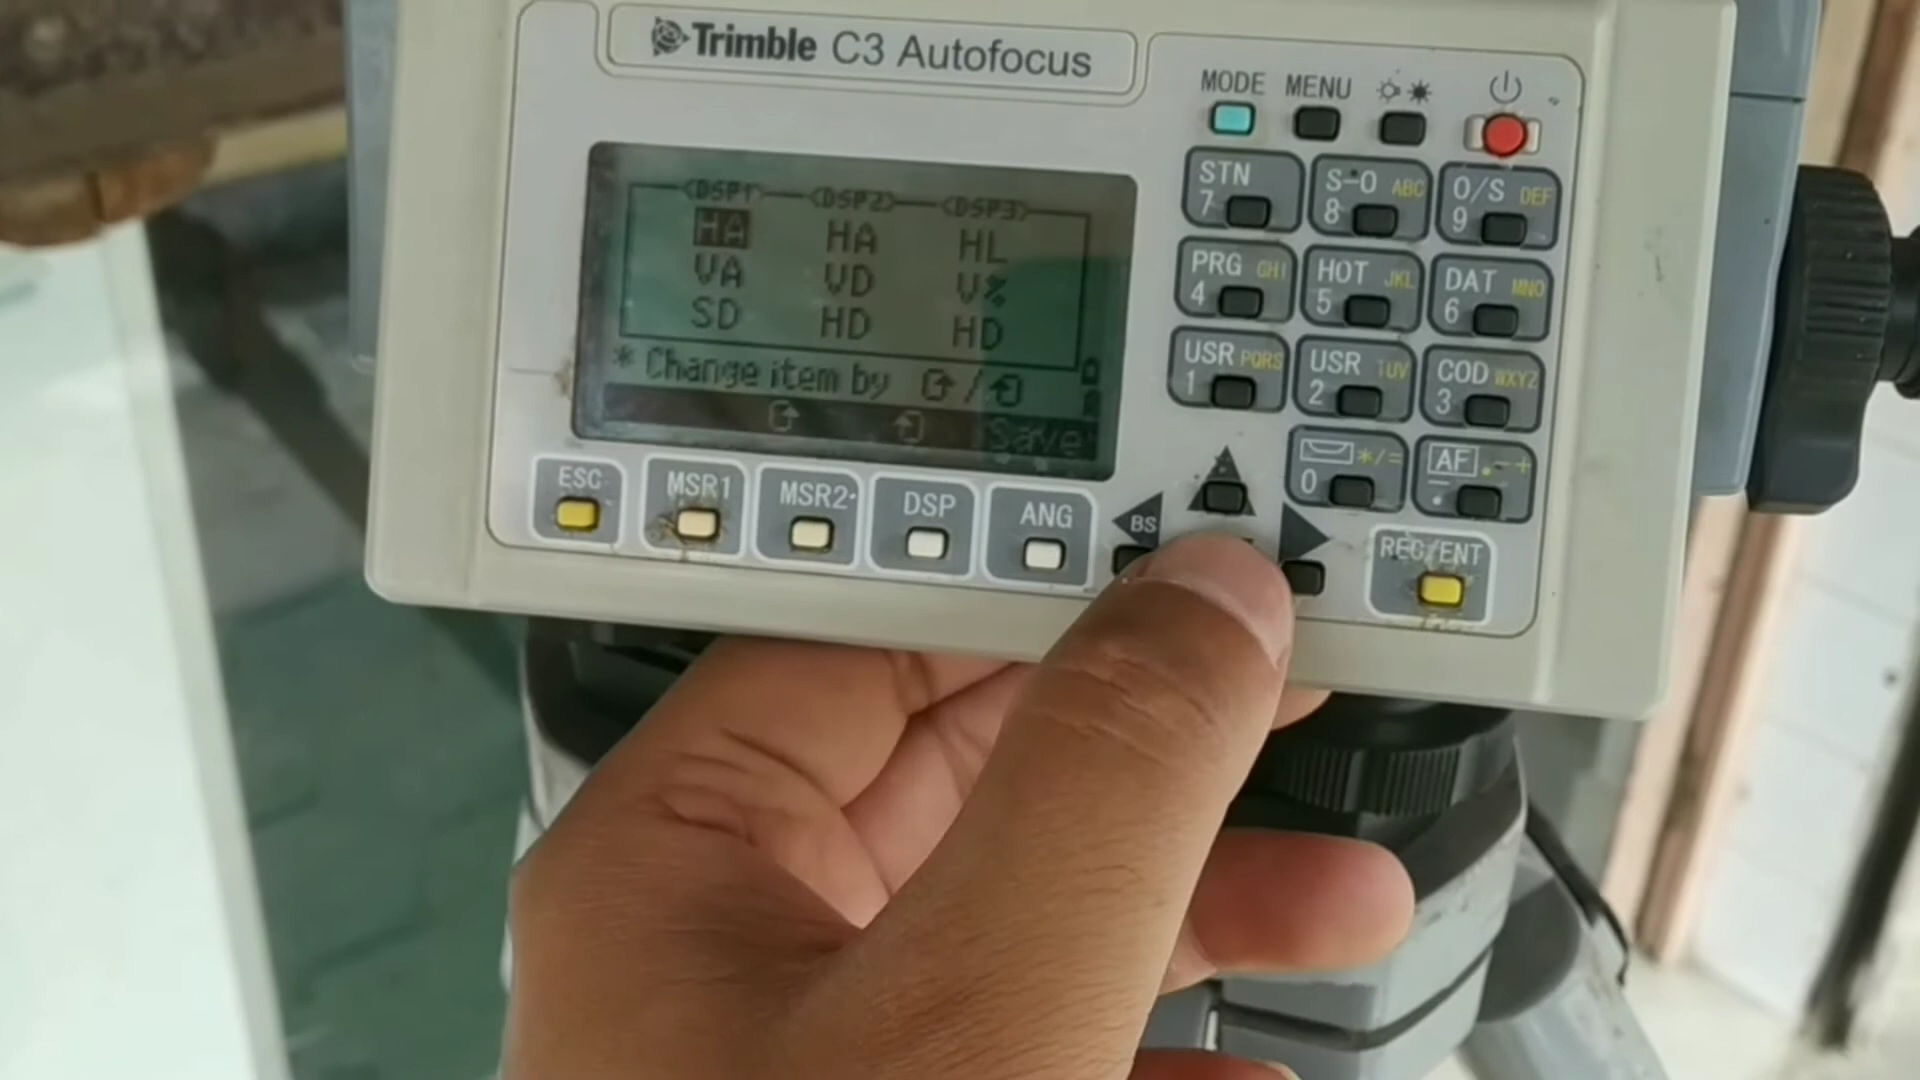 Trimble C3 Autofocus
MODE MENU
<DSP1> <DSP2> <DSP3>
HA HA HL
VA VD V%
SD HD HD
* Change item by /
Save
STN 7 S-O ABC 8 O/S DEF 9
PRG GHI 4 HOT JKL 5 DAT MNO 6
USR PQRS 1 USR TUV 2 COD WXYZ 3
0 */= AF .-+
ESC MSR1 MSR2 DSP ANG BS REC/ENT